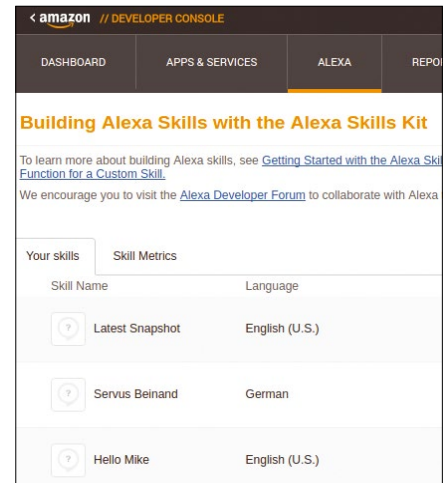 < amazon // DEVELOPER CONSOLE
DASHBOARD APPS & SERVICES ALEXA REPO
Building Alexa Skills with the Alexa Skills Kit
To learn more about building Alexa skills, see Getting Started with the Alexa Skil
Function for a Custom Skill.
We encourage you to visit the Alexa Developer Forum to collaborate with Alexa
Your skills Skill Metrics
Skill Name Language
? Latest Snapshot English (U.S.)
? Servus Beinand German
? Hello Mike English (U.S.)